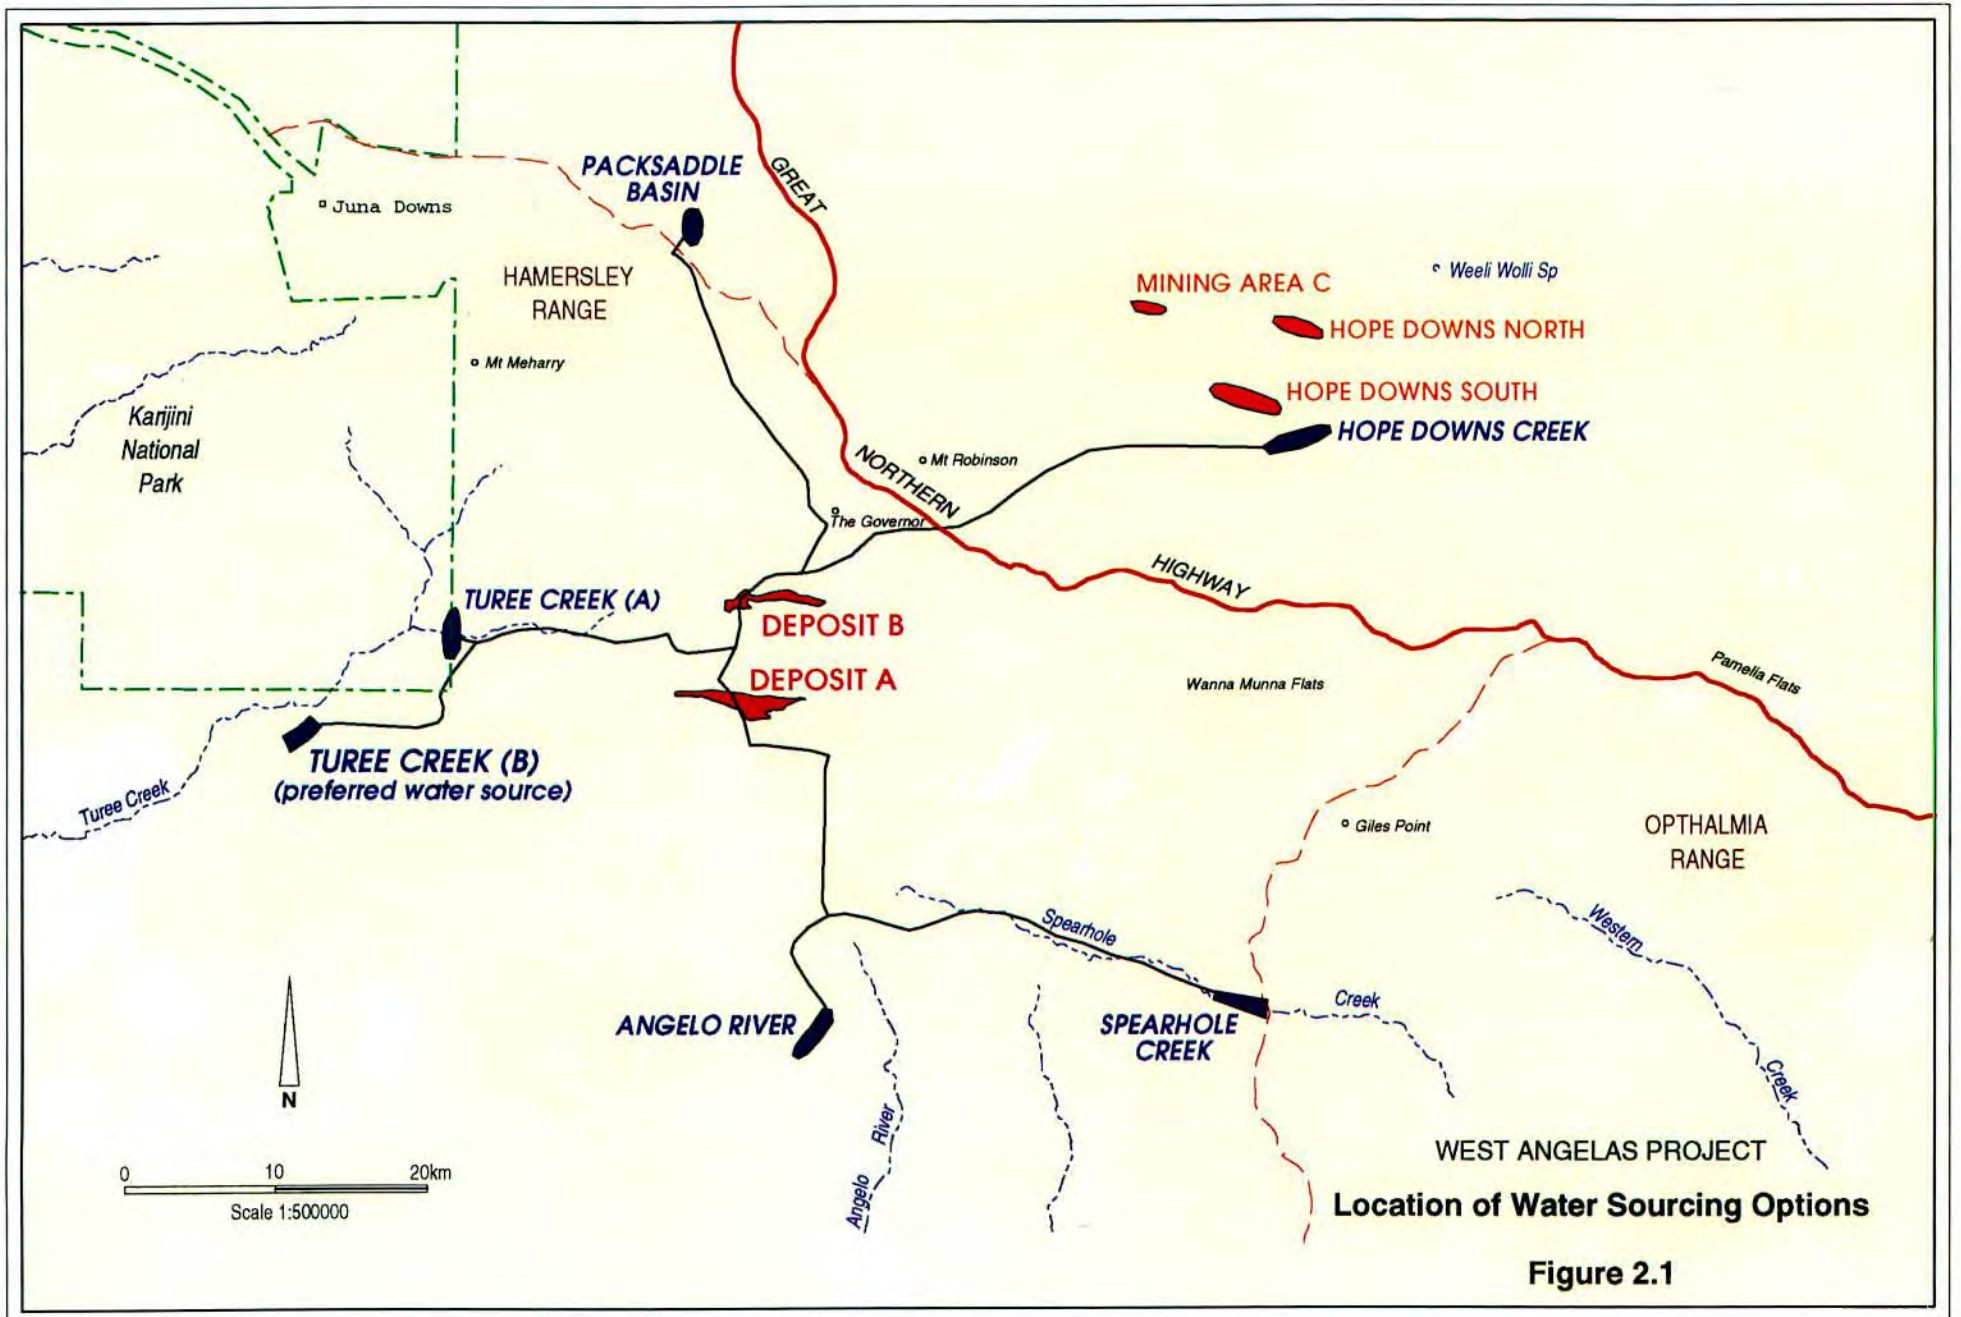 PACKSADDLE
BASIN
GREAT
Juna Downs
HAMERSLEY
RANGE
Weeli Wolli Sp
MINING AREA C
HOPE DOWNS NORTH
Mt Meharry
HOPE DOWNS SOUTH
Karijini
National
Park
HOPE DOWNS CREEK
Mt Robinson
NORTHERN
The Governor
HIGHWAY
TUREE CREEK (A)
DEPOSIT B
DEPOSIT A
Wanna Munna Flats
Pamelia Flats
TUREE CREEK (B)
(preferred water source)
Turee Creek
Giles Point
OPTHALMIA
RANGE
Spearhole
Western
Creek
ANGELO RIVER
SPEARHOLE
CREEK
Creek
N
Angelo River
WEST ANGELAS PROJECT
0 10 20km
Scale 1:500000
Location of Water Sourcing Options
Figure 2.1